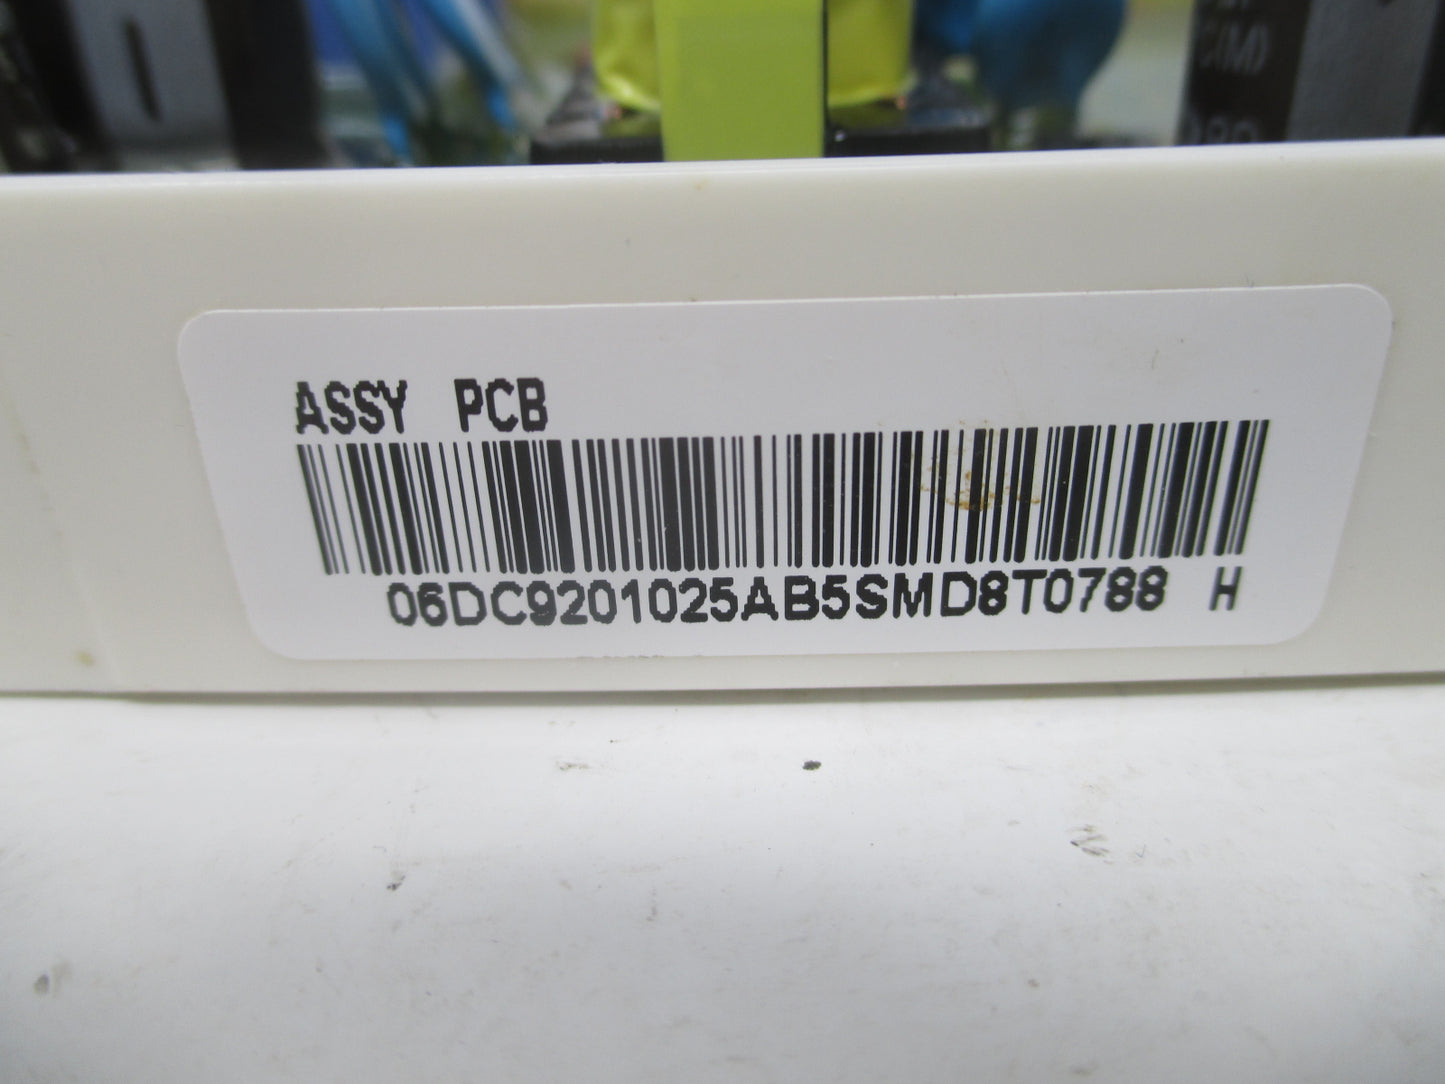 C(M)
ASSY PCB
06DC9201025AB5SMD8T0788 H